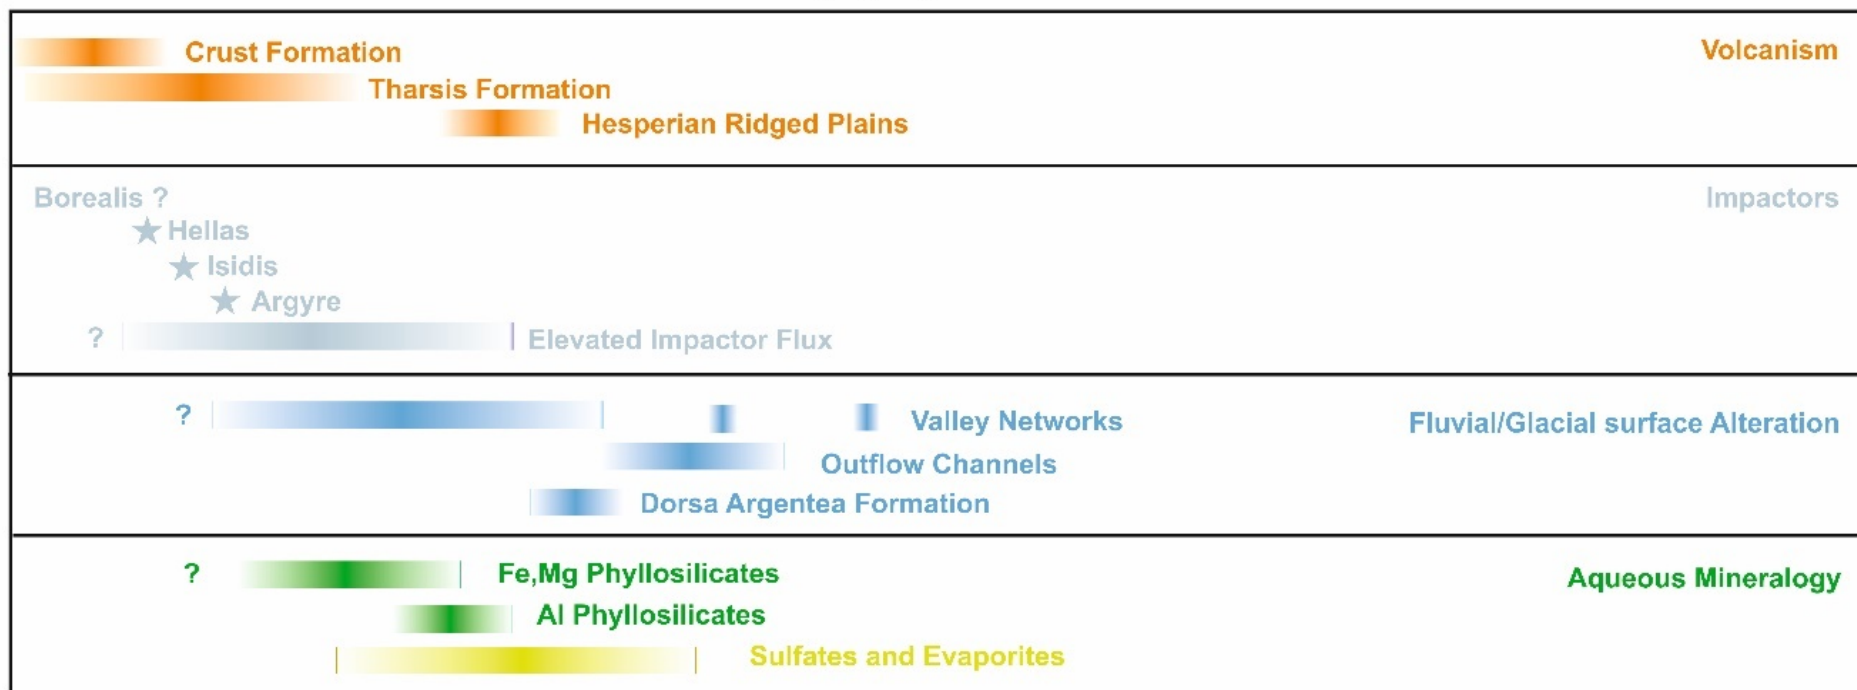 Crust Formation
Volcanism
Tharsis Formation
Hesperian Ridged Plains
Borealis ?
Impactors
Hellas
Isidis
Argyre
? Elevated Impactor Flux
? Valley Networks
Fluvial/Glacial surface Alteration
Outflow Channels
Dorsa Argentea Formation
? Fe,Mg Phyllosilicates
Aqueous Mineralogy
Al Phyllosilicates
Sulfates and Evaporites